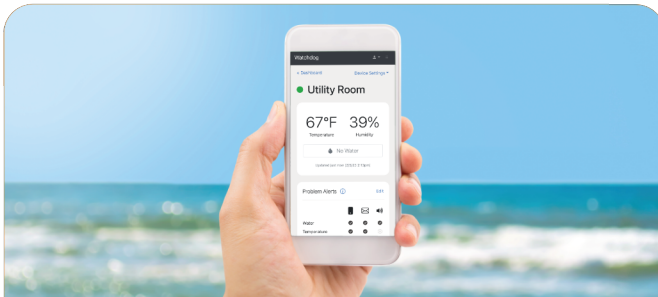 Watchdog
< Dashboard Device Settings
Utility Room
67°F 39%
Temperature Humidity
No Water
Problem Alerts Edit
Water
Temperature